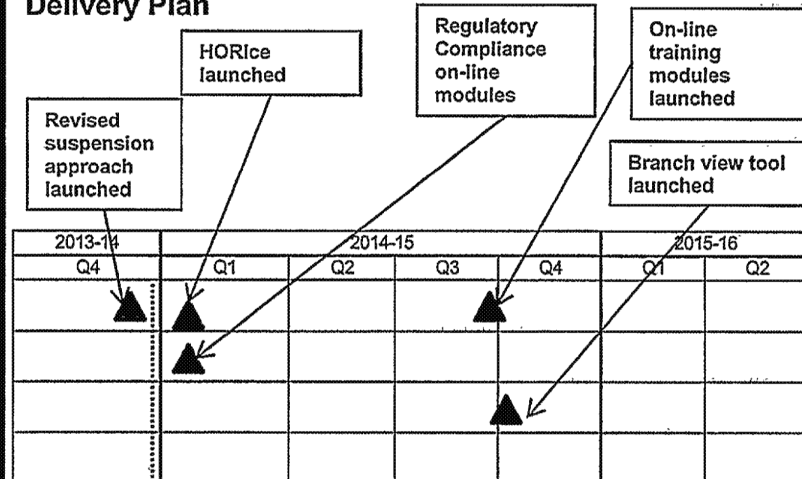 Delivery Plan
HORIce
launched
Regulatory
Compliance
on-line
modules
On-line
training
modules
launched
Revised
suspension
approach
launched
Branch view tool
launched
2013-14
2014-15
2015-16
Q4
Q1
Q2
Q3
Q4
Q1
Q2